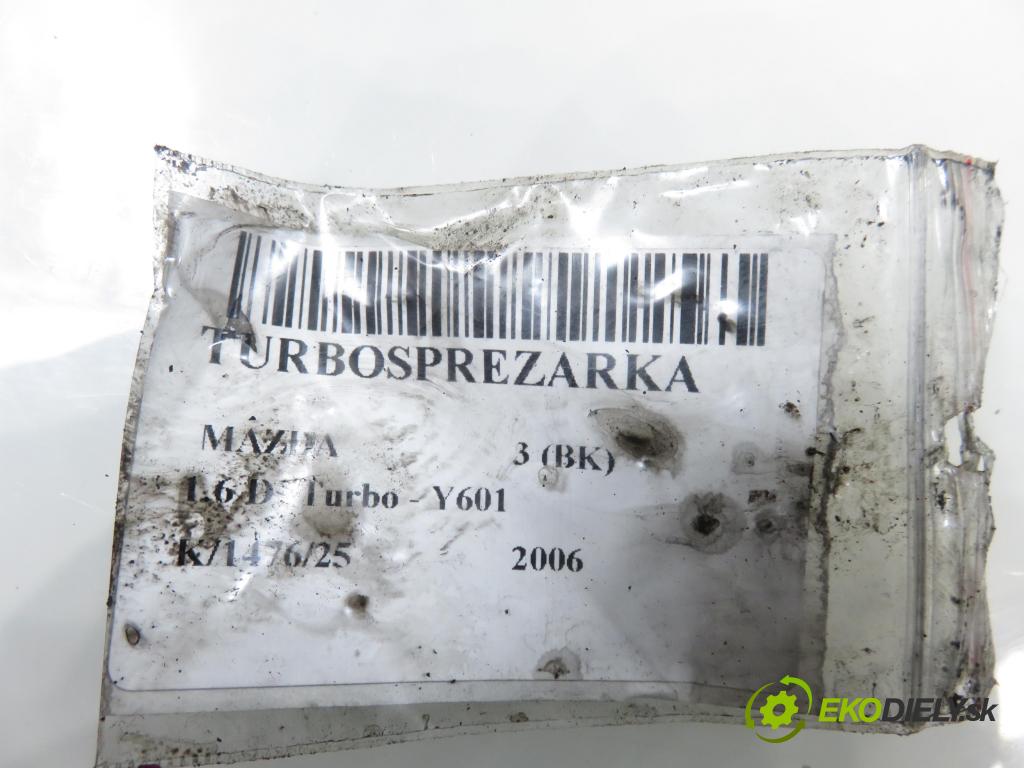 TURBOSPREZARKA
MAZDA 3 (BK)
1.6 D Turbo - Y601
K/1476/25 2006
EKODIELY.sk